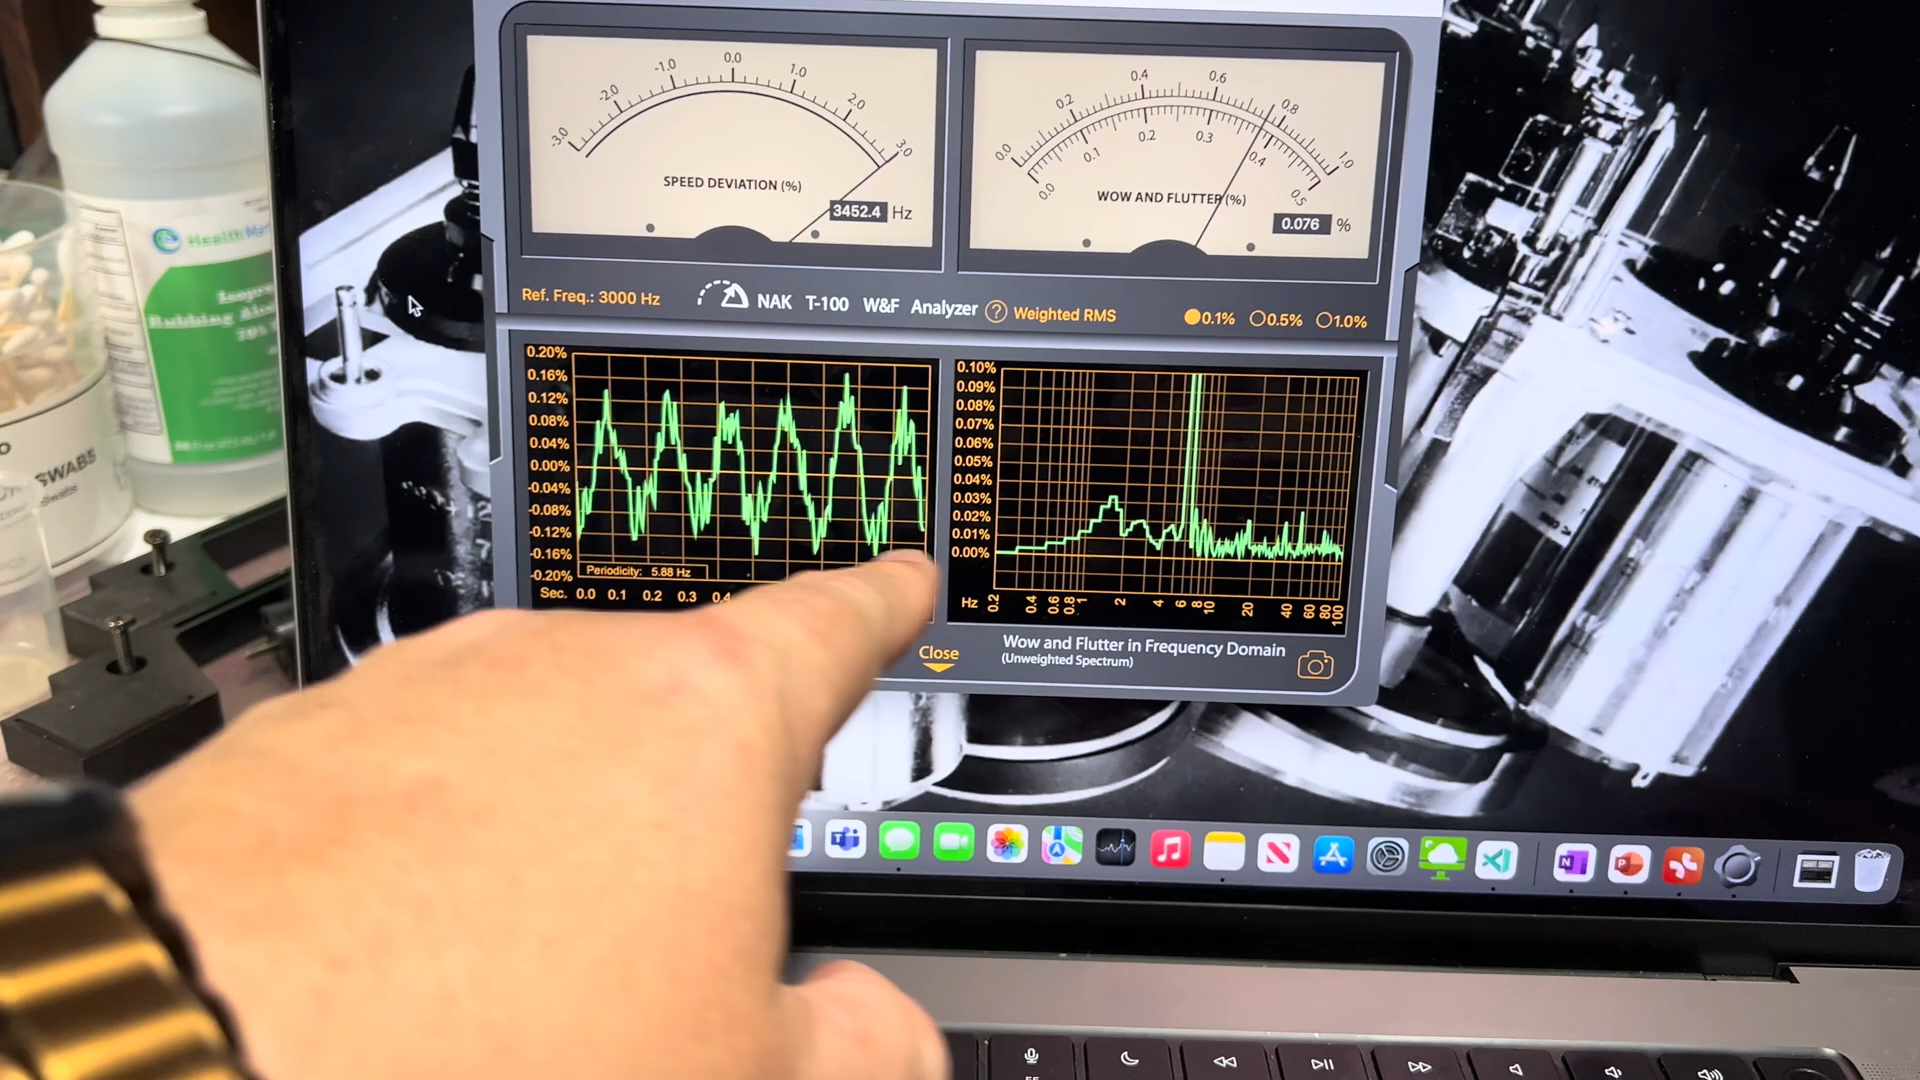 -3.0 -2.0 -1.0 0.0 1.0 2.0 3.0
SPEED DEVIATION (%)
3452.4 Hz
0.0 0.2 0.4 0.6 0.8 1.0
0.0 0.1 0.2 0.3 0.4 0.5
WOW AND FLUTTER (%)
0.076 %
Ref. Freq.: 3000 Hz
NAK T-100 W&F Analyzer
? Weighted RMS
0.1% 0.5% 1.0%
0.20%
0.16%
0.12%
0.08%
0.04%
0.00%
-0.04%
-0.08%
-0.12%
-0.16%
-0.20%
Periodicity: 5.88 Hz
Sec. 0.0 0.1 0.2 0.3
0.10%
0.09%
0.08%
0.07%
0.06%
0.05%
0.04%
0.03%
0.02%
0.01%
0.00%
Hz 0.2 0.4 0.6 0.8 1 2 4 6 8 10 20 40 60 80 100
Close
Wow and Flutter in Frequency Domain
(Unweighted Spectrum)
Rubbing
SWABS
N
P